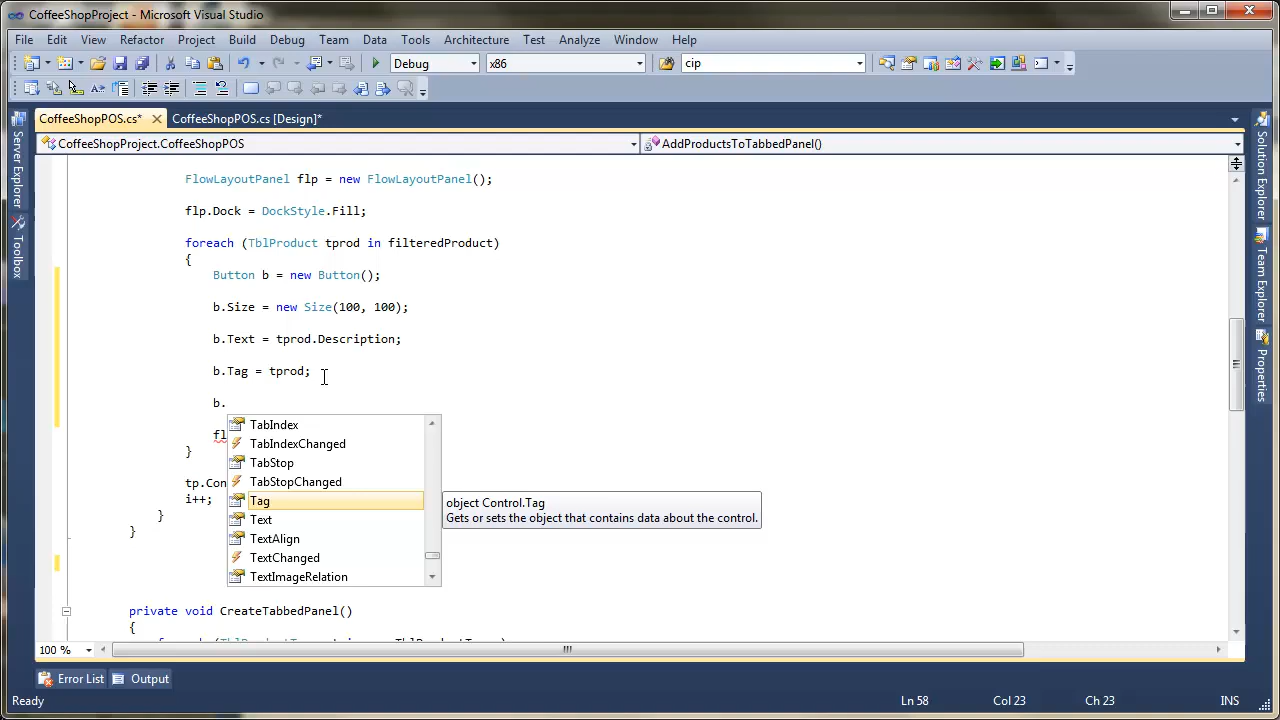 CoffeeShopProject - Microsoft Visual Studio
File Edit View Refactor Project Build Debug Team Data Tools Architecture Test Analyze Window Help
Debug x86 cip
CoffeeShopPOS.cs* CoffeeShopPOS.cs [Design]*
CoffeeShopProject.CoffeeShopPOS AddProductsToTabbedPanel()
Server Explorer
Toolbox
Solution Explorer
Team Explorer
Properties
FlowLayoutPanel flp = new FlowLayoutPanel();
flp.Dock = DockStyle.Fill;
foreach (TblProduct tprod in filteredProduct)
{
Button b = new Button();
b.Size = new Size(100, 100);
b.Text = tprod.Description;
b.Tag = tprod;
b.
fl
}
tp.Con
i++;
}
}
TabIndex
TabIndexChanged
TabStop
TabStopChanged
Tag
Text
TextAlign
TextChanged
TextImageRelation
object Control.Tag
Gets or sets the object that contains data about the control.
private void CreateTabbedPanel()
{
100 %
Error List Output
Ready Ln 58 Col 23 Ch 23 INS